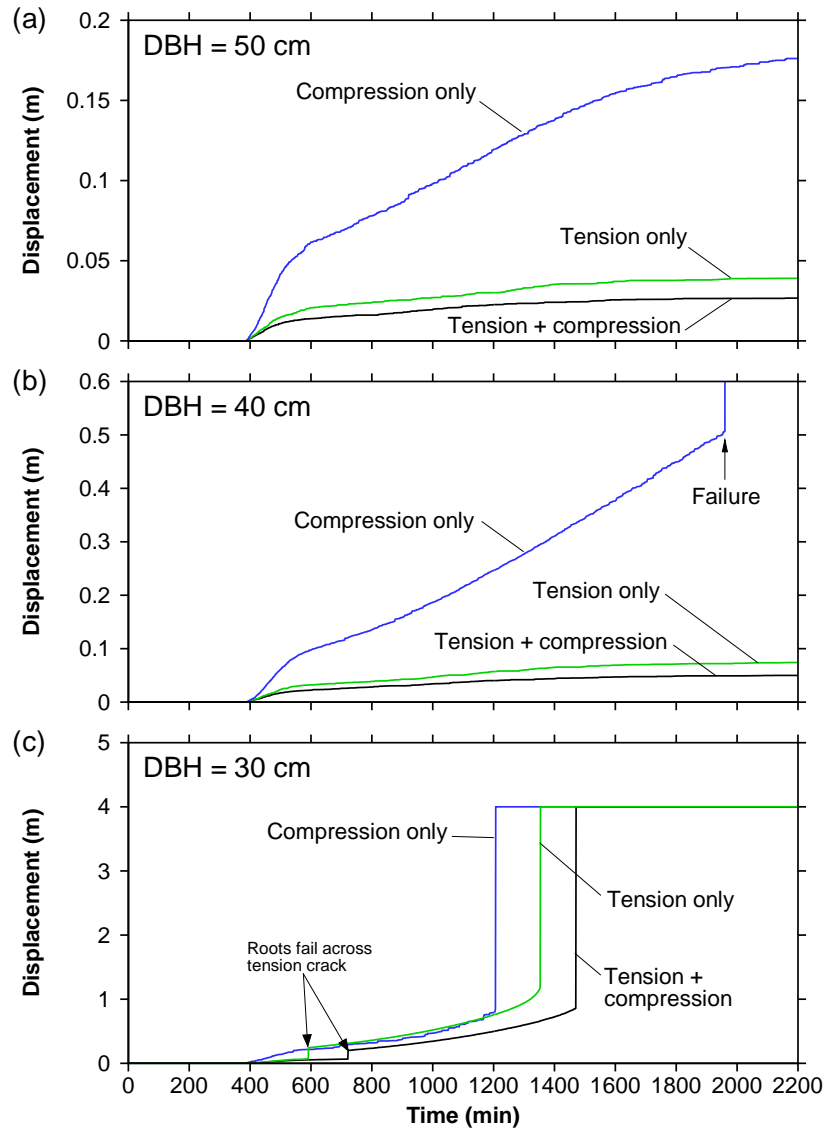 (a)
DBH = 50 cm
Displacement (m)
0.2
0.15
0.1
0.05
0
Compression only
Tension only
Tension + compression
(b)
DBH = 40 cm
Displacement (m)
0.6
0.5
0.4
0.3
0.2
0.1
0
Compression only
Failure
Tension only
Tension + compression
(c)
DBH = 30 cm
Displacement (m)
5
4
3
2
1
0
Compression only
Tension only
Roots fail across
tension crack
Tension +
compression
0 200 400 600 800 1000 1200 1400 1600 1800 2000 2200
Time (min)